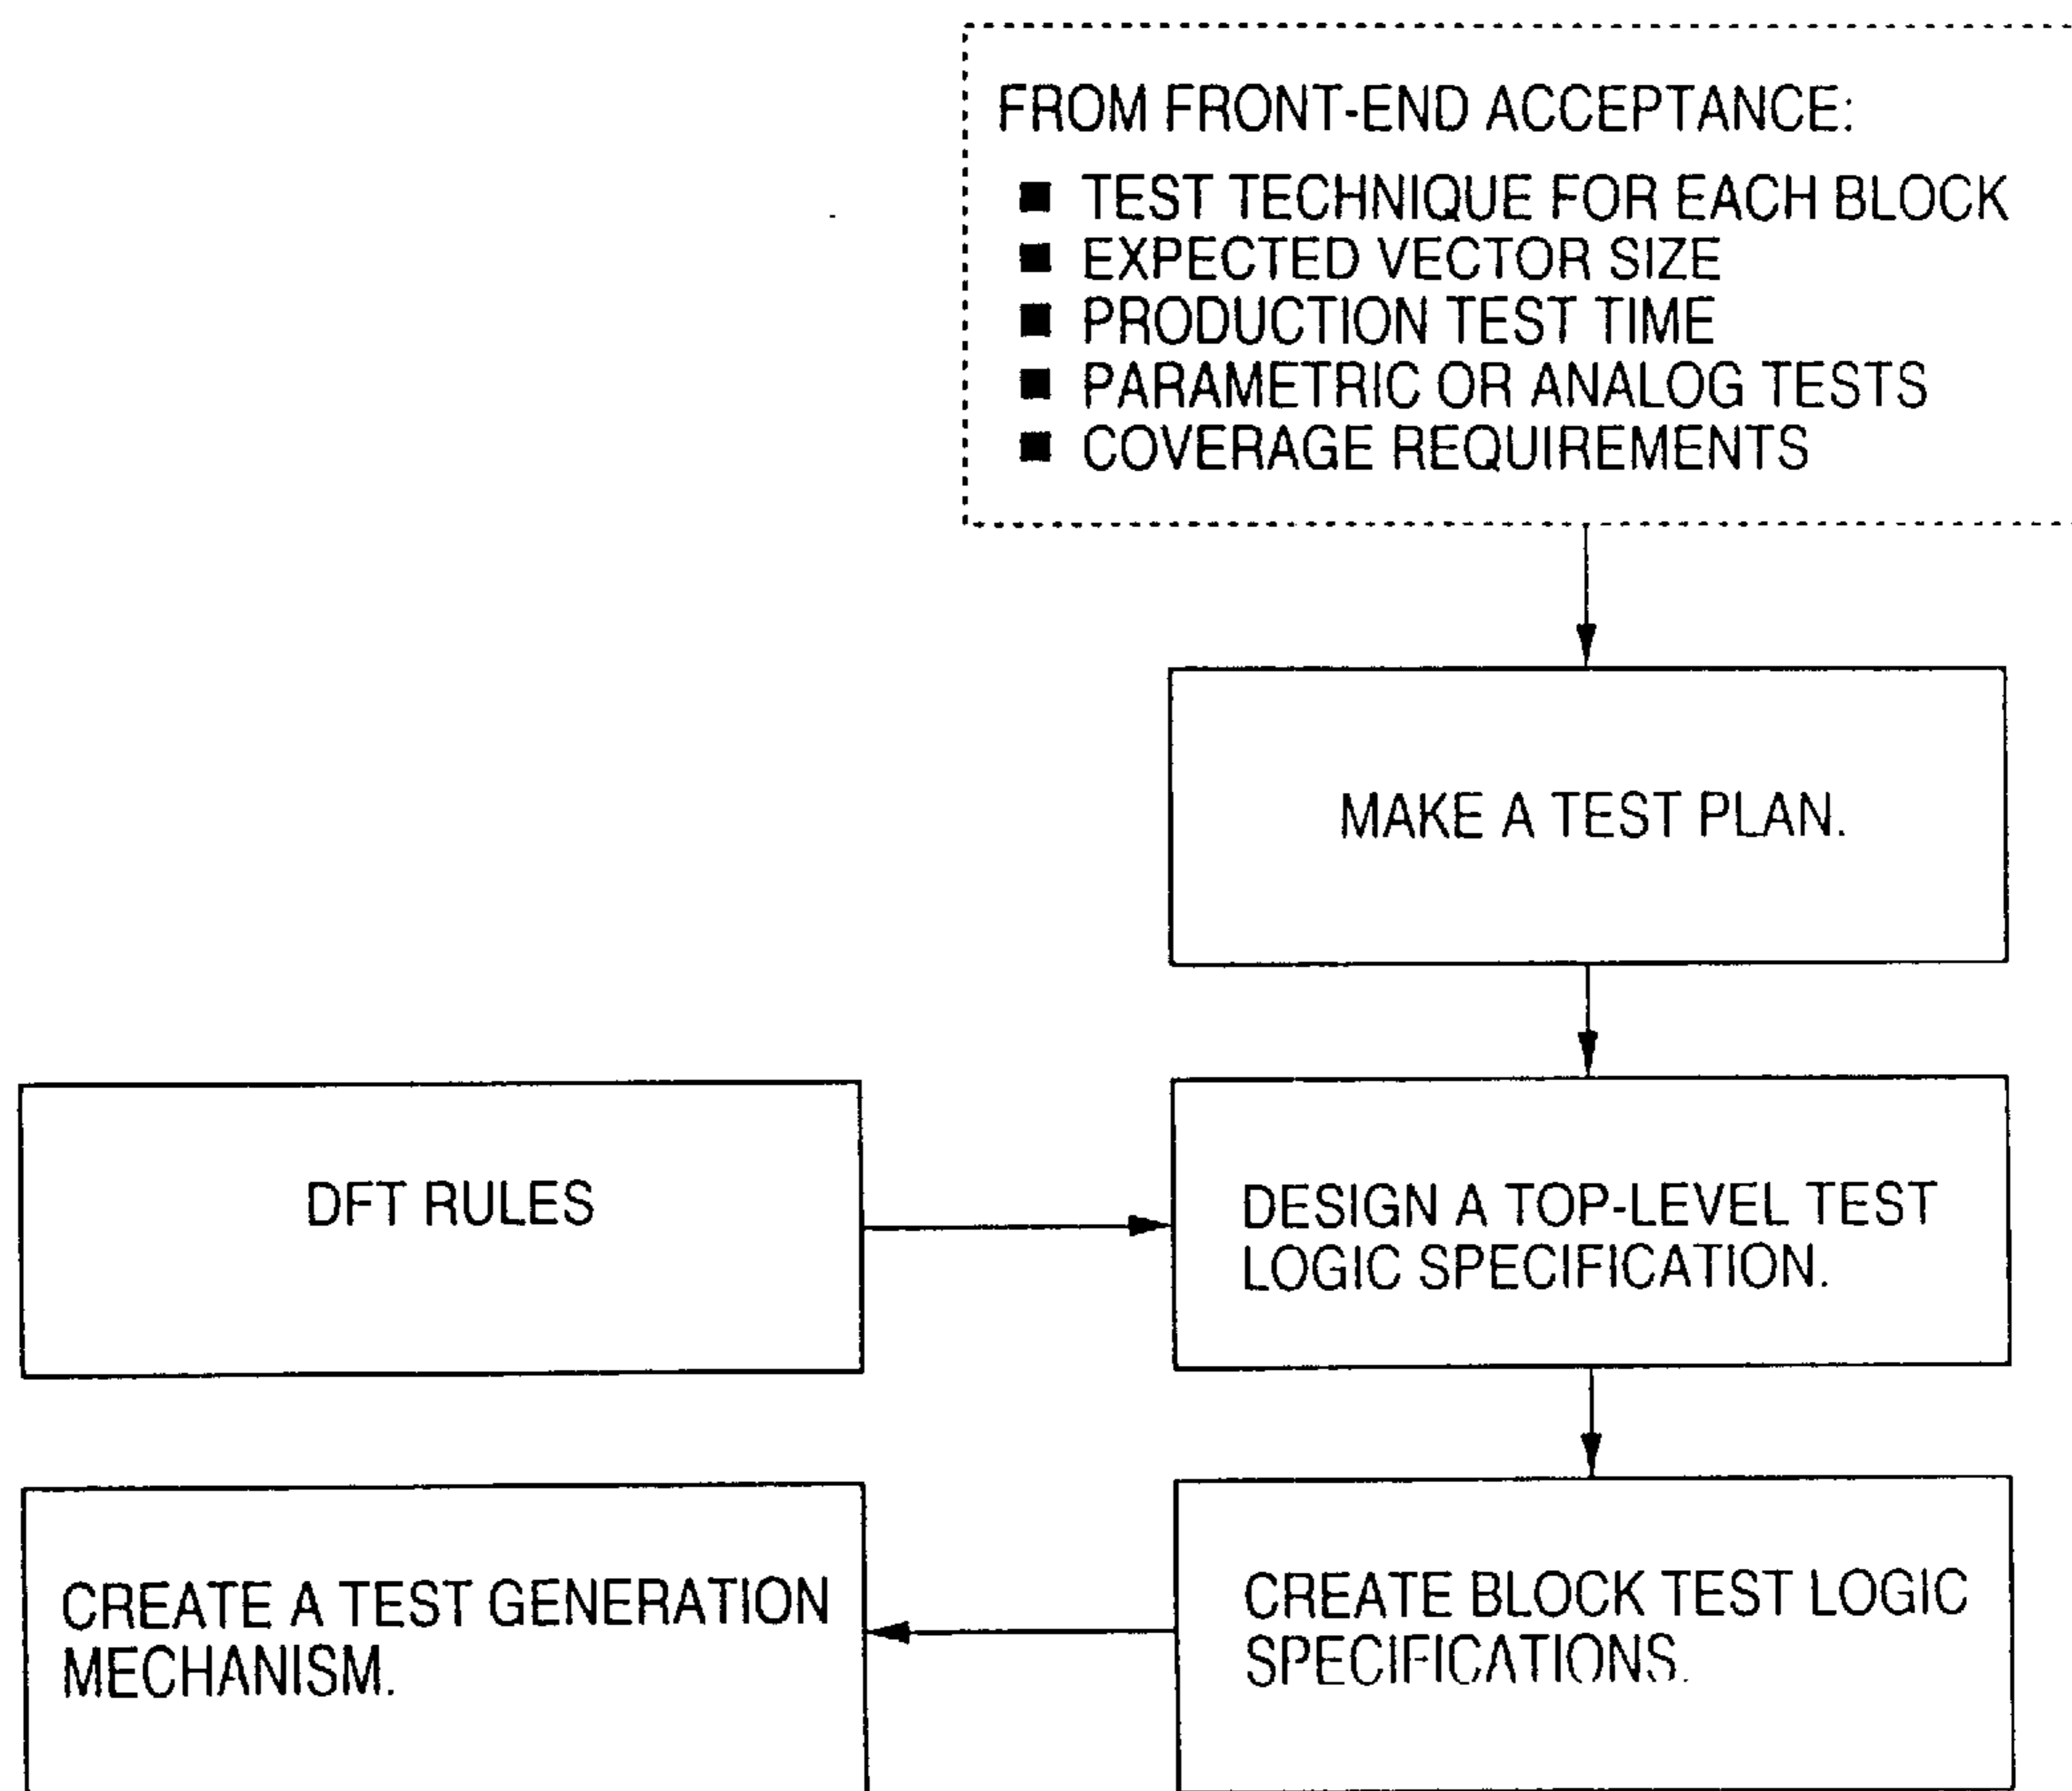 FROM FRONT-END ACCEPTANCE:
■ TEST TECHNIQUE FOR EACH BLOCK
■ EXPECTED VECTOR SIZE
■ PRODUCTION TEST TIME
■ PARAMETRIC OR ANALOG TESTS
■ COVERAGE REQUIREMENTS
MAKE A TEST PLAN.
DFT RULES
DESIGN A TOP-LEVEL TEST
LOGIC SPECIFICATION.
CREATE A TEST GENERATION
MECHANISM.
CREATE BLOCK TEST LOGIC
SPECIFICATIONS.